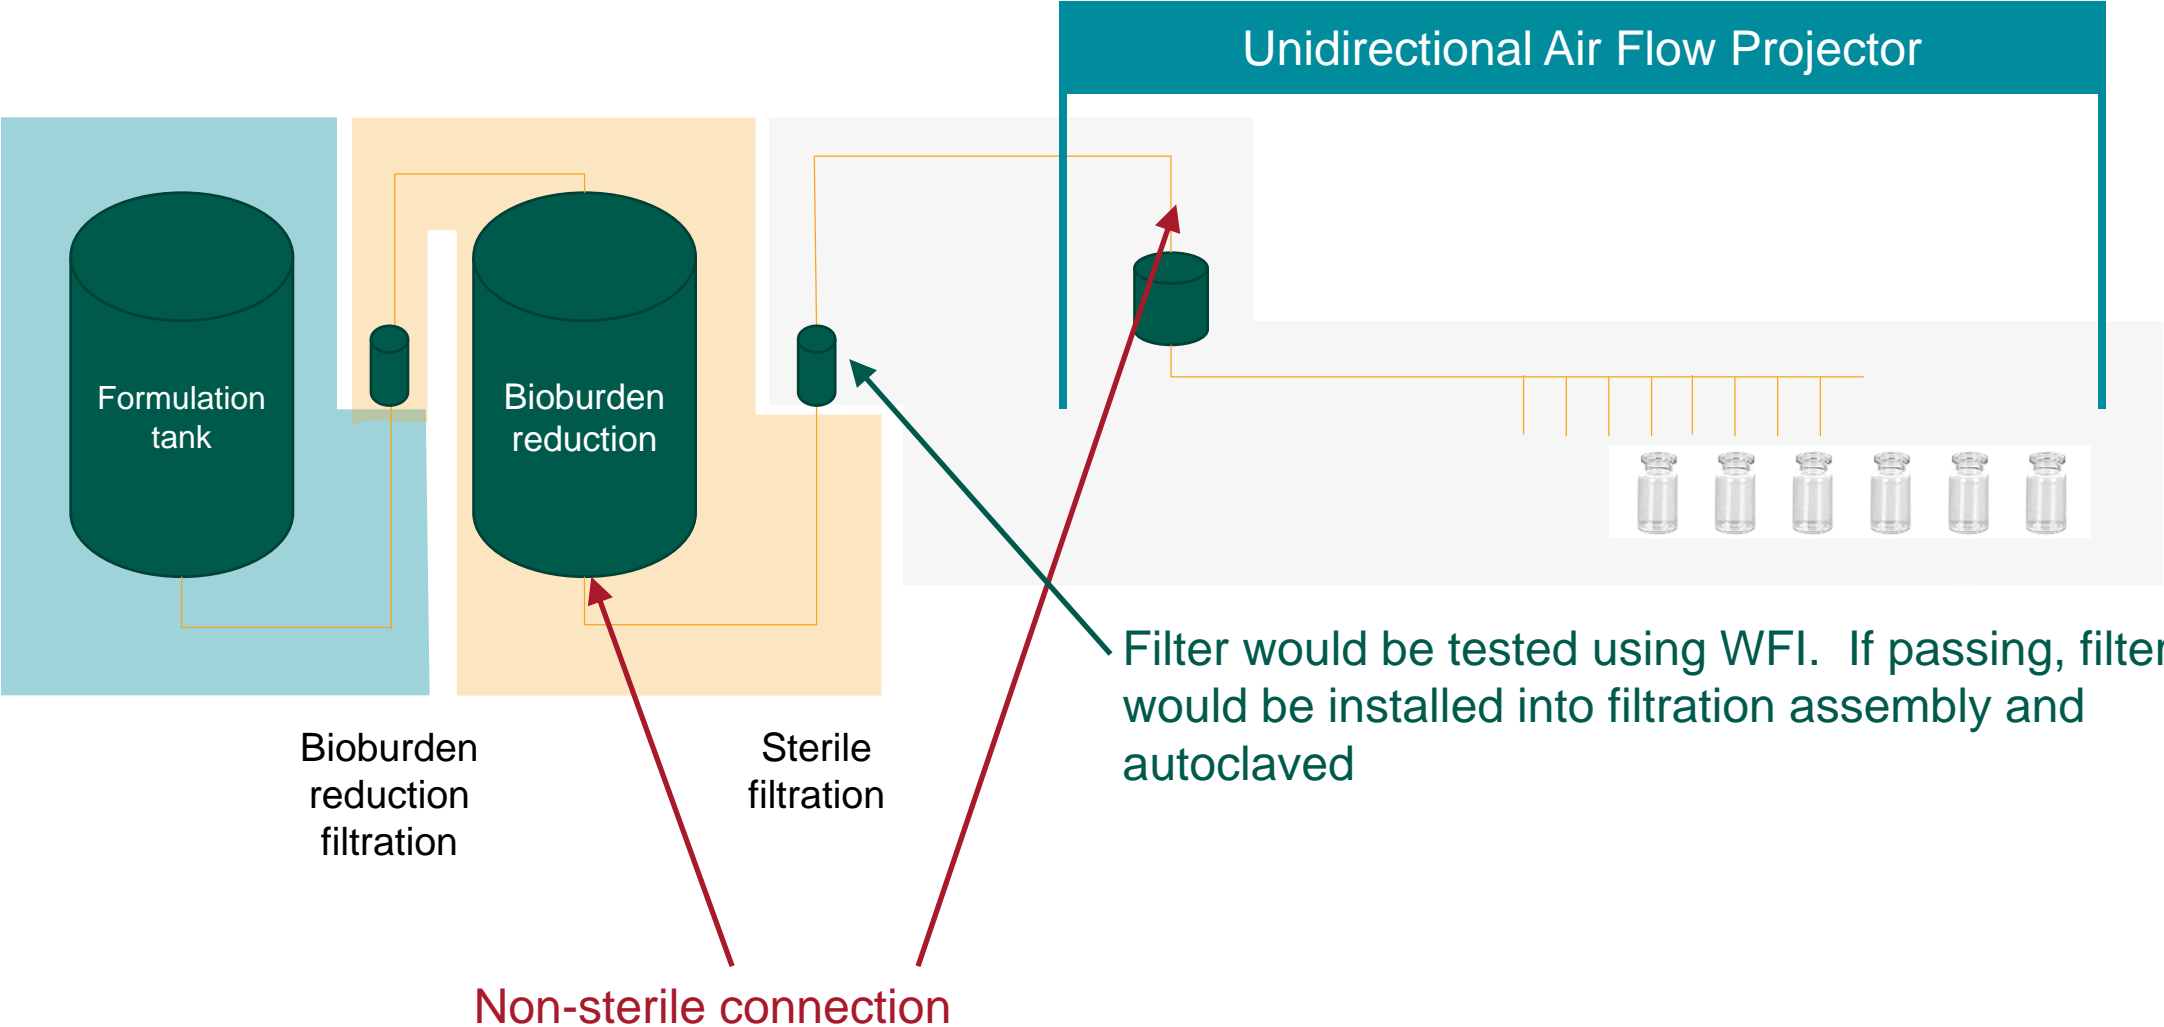 Unidirectional Air Flow Projector
Formulation
tank
Bioburden
reduction
Filter would be tested using WFI.  If passing, filter
would be installed into filtration assembly and
autoclaved
Bioburden
reduction
filtration
Sterile
filtration
Non-sterile connection